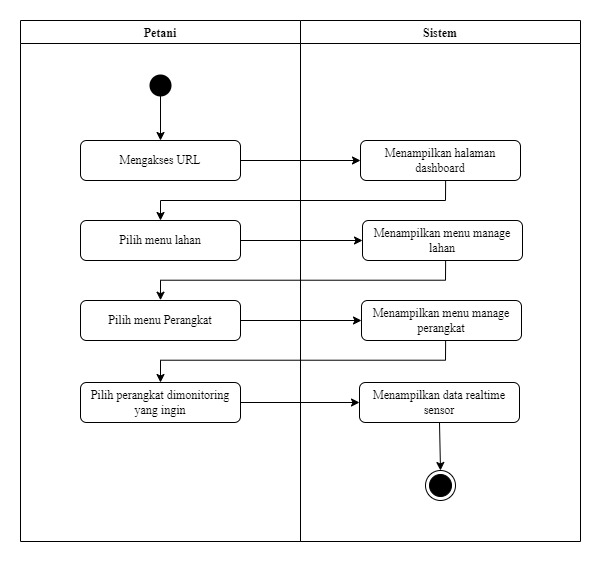 Petani
Sistem
Mengakses URL
Menampilkan halaman
dashboard
Pilih menu lahan
Menampilkan menu manage
lahan
Pilih menu Perangkat
Menampilkan menu manage
perangkat
Pilih perangkat dimonitoring
yang ingin
Menampilkan data realtime
sensor